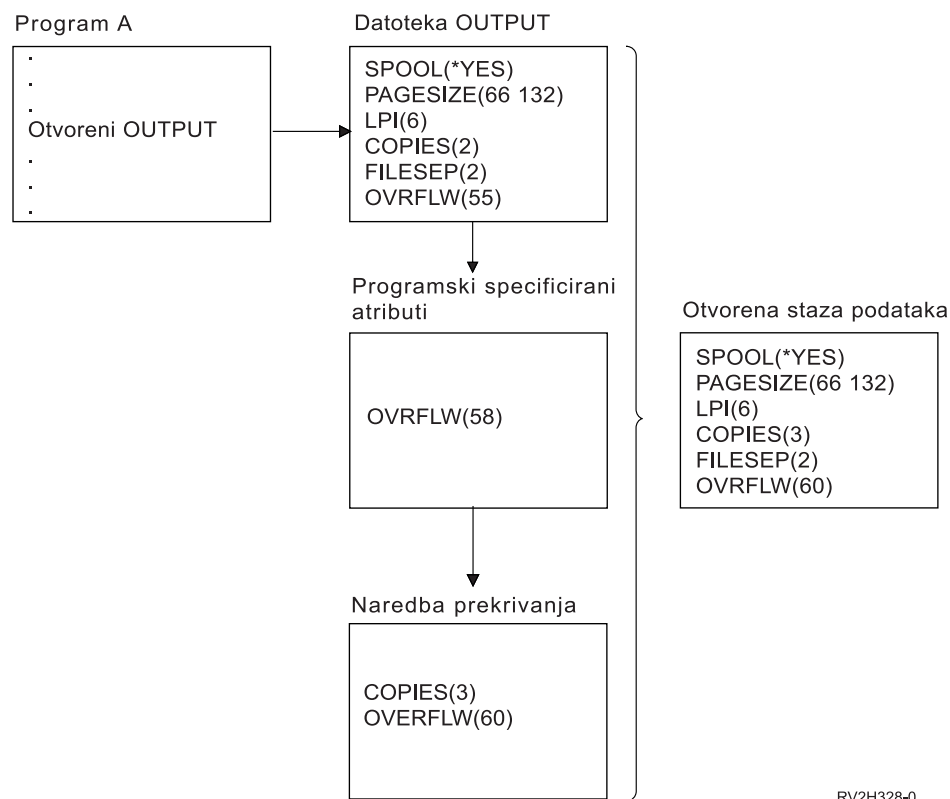 Program A
.
.
.
Otvoreni OUTPUT
.
.
.
Datoteka OUTPUT
SPOOL(*YES)
PAGESIZE(66 132)
LPI(6)
COPIES(2)
FILESEP(2)
OVRFLW(55)
Programski specificirani
atributi
OVRFLW(58)
Naredba prekrivanja
COPIES(3)
OVERFLW(60)
Otvorena staza podataka
SPOOL(*YES)
PAGESIZE(66 132)
LPI(6)
COPIES(3)
FILESEP(2)
OVRFLW(60)
RV2H328-0